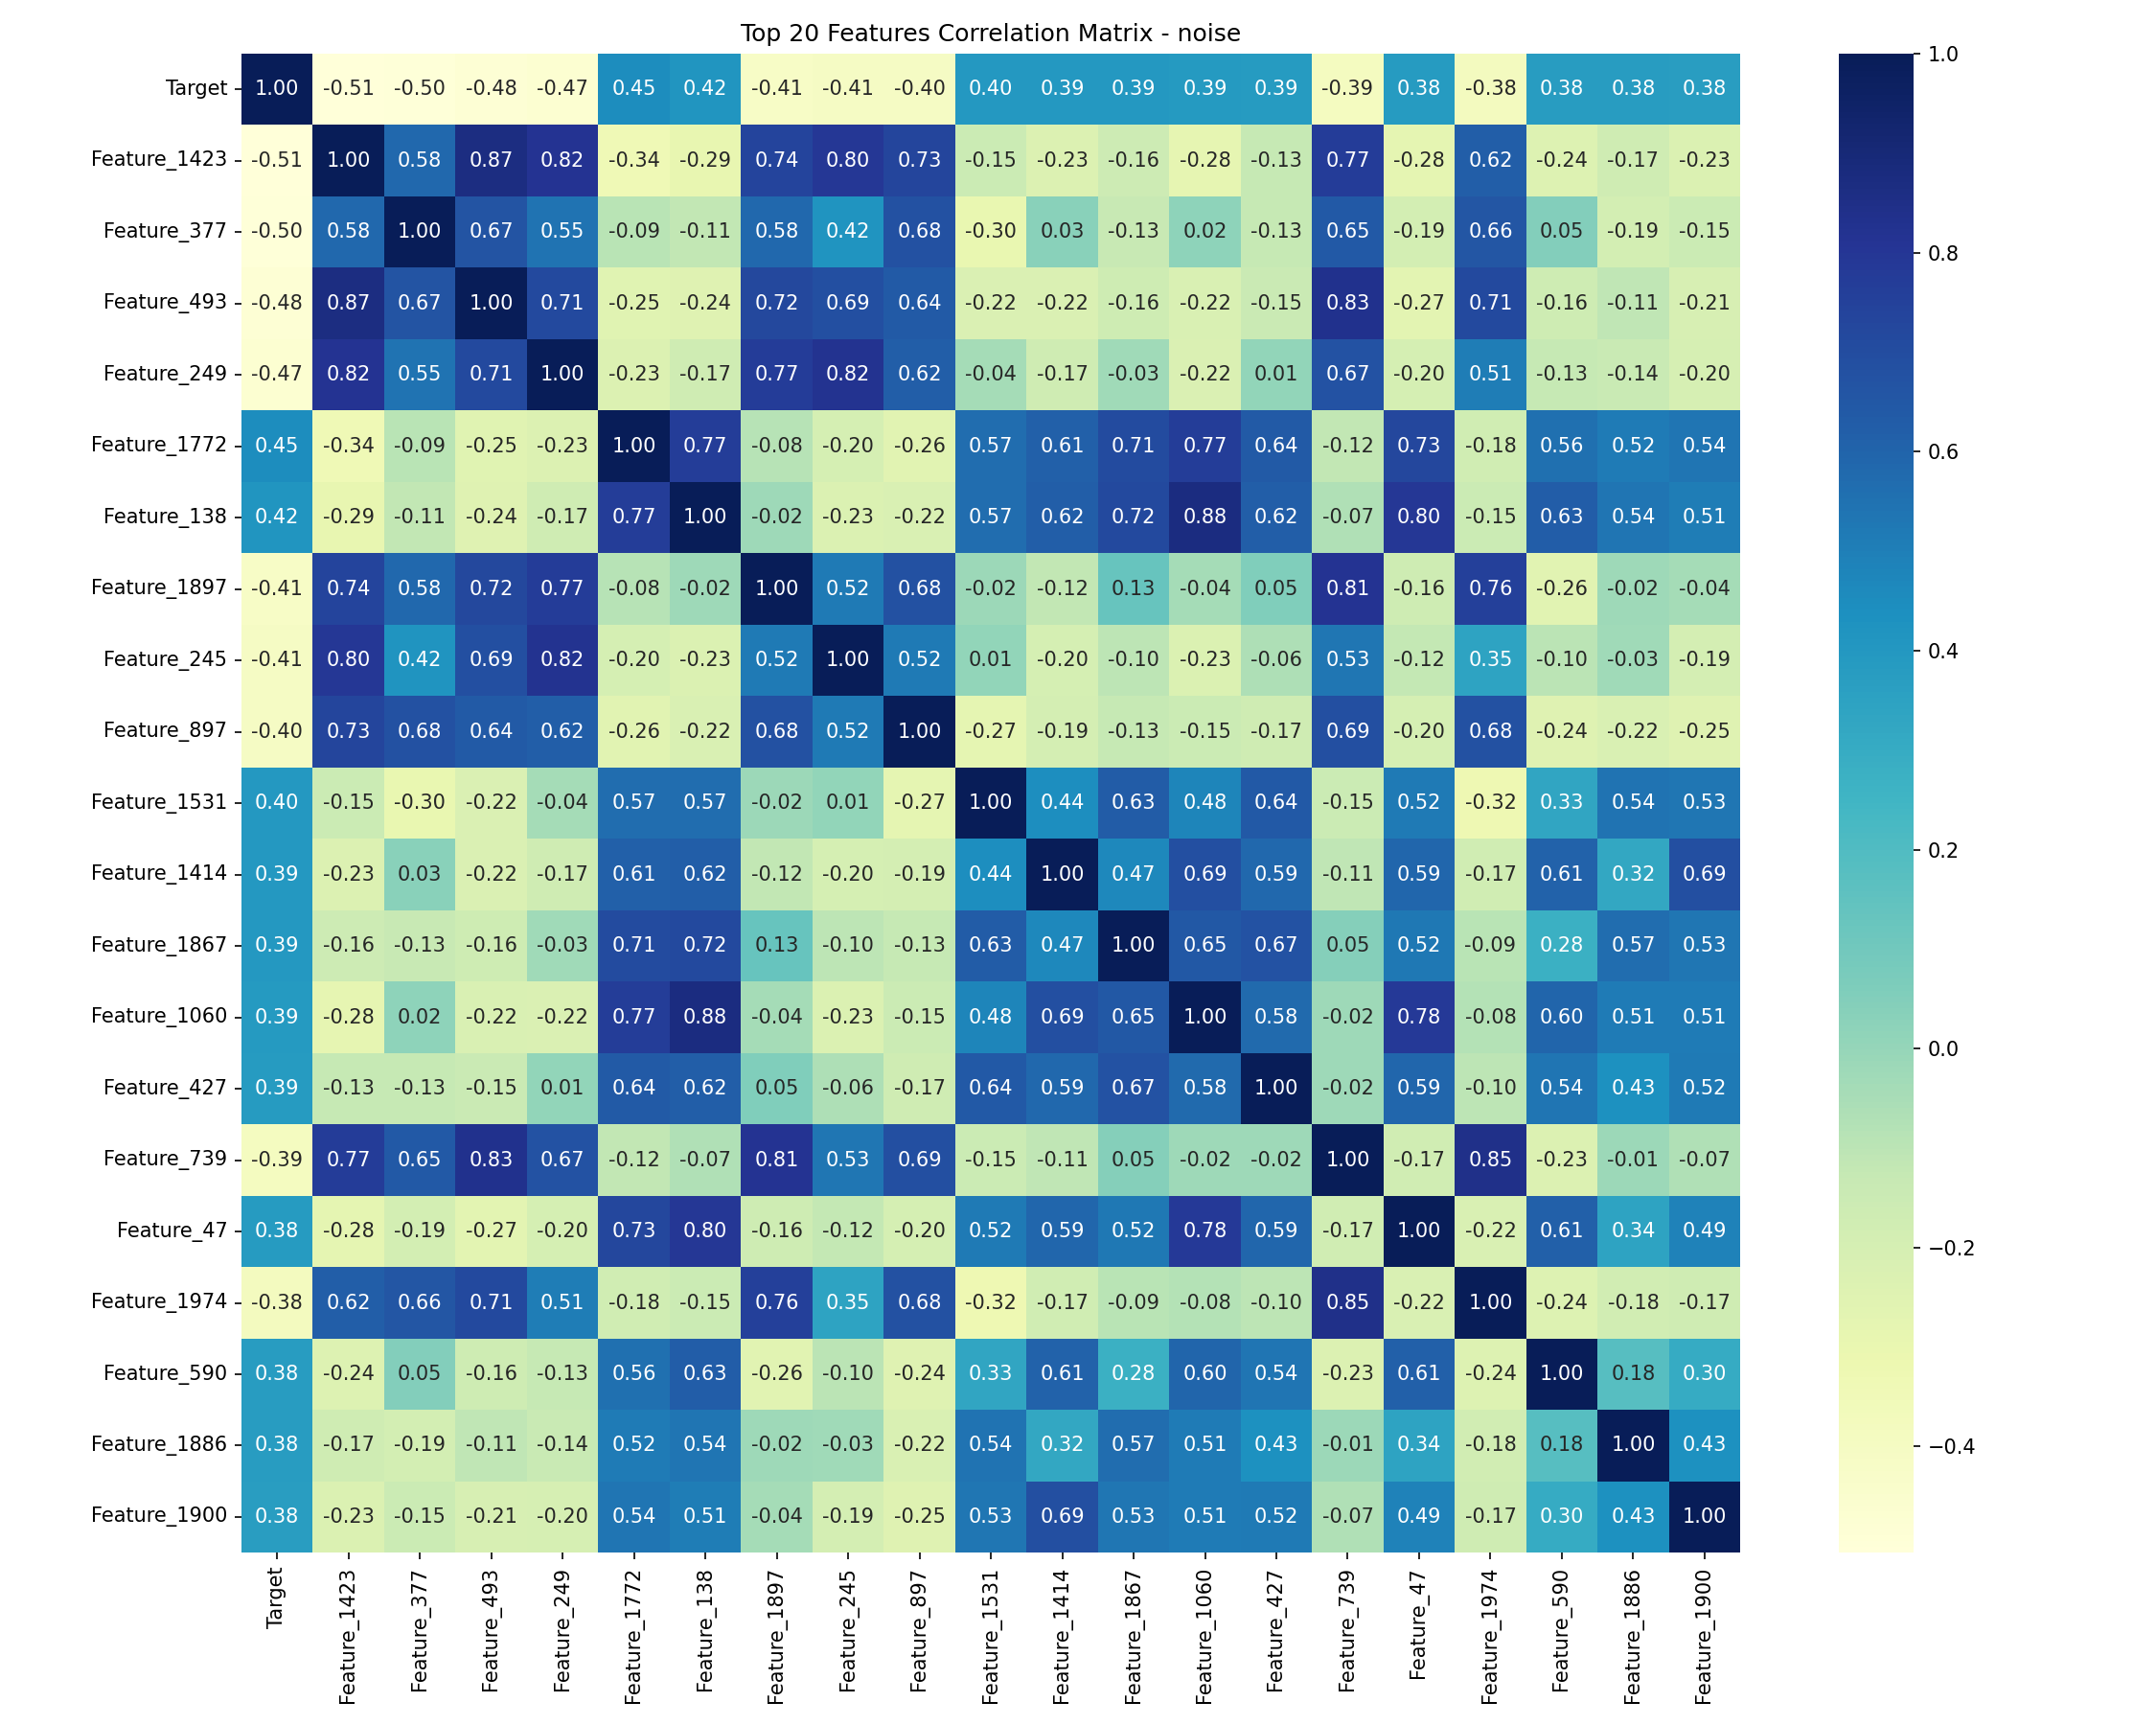 Top 20 Features Correlation Matrix - noise
Target 1.00 -0.51 -0.50 -0.48 -0.47 0.45 0.42 -0.41 -0.41 -0.40 0.40 0.39 0.39 0.39 0.39 -0.39 0.38 -0.38 0.38 0.38 0.38
Feature_1423 -0.51 1.00 0.58 0.87 0.82 -0.34 -0.29 0.74 0.80 0.73 -0.15 -0.23 -0.16 -0.28 -0.13 0.77 -0.28 0.62 -0.24 -0.17 -0.23
Feature_377 -0.50 0.58 1.00 0.67 0.55 -0.09 -0.11 0.58 0.42 0.68 -0.30 0.03 -0.13 0.02 -0.13 0.65 -0.19 0.66 0.05 -0.19 -0.15
Feature_493 -0.48 0.87 0.67 1.00 0.71 -0.25 -0.24 0.72 0.69 0.64 -0.22 -0.22 -0.16 -0.22 -0.15 0.83 -0.27 0.71 -0.16 -0.11 -0.21
Feature_249 -0.47 0.82 0.55 0.71 1.00 -0.23 -0.17 0.77 0.82 0.62 -0.04 -0.17 -0.03 -0.22 0.01 0.67 -0.20 0.51 -0.13 -0.14 -0.20
Feature_1772 0.45 -0.34 -0.09 -0.25 -0.23 1.00 0.77 -0.08 -0.20 -0.26 0.57 0.61 0.71 0.77 0.64 -0.12 0.73 -0.18 0.56 0.52 0.54
Feature_138 0.42 -0.29 -0.11 -0.24 -0.17 0.77 1.00 -0.02 -0.23 -0.22 0.57 0.62 0.72 0.88 0.62 -0.07 0.80 -0.15 0.63 0.54 0.51
Feature_1897 -0.41 0.74 0.58 0.72 0.77 -0.08 -0.02 1.00 0.52 0.68 -0.02 -0.12 0.13 -0.04 0.05 0.81 -0.16 0.76 -0.26 -0.02 -0.04
Feature_245 -0.41 0.80 0.42 0.69 0.82 -0.20 -0.23 0.52 1.00 0.52 0.01 -0.20 -0.10 -0.23 -0.06 0.53 -0.12 0.35 -0.10 -0.03 -0.19
Feature_897 -0.40 0.73 0.68 0.64 0.62 -0.26 -0.22 0.68 0.52 1.00 -0.27 -0.19 -0.13 -0.15 -0.17 0.69 -0.20 0.68 -0.24 -0.22 -0.25
Feature_1531 0.40 -0.15 -0.30 -0.22 -0.04 0.57 0.57 -0.02 0.01 -0.27 1.00 0.44 0.63 0.48 0.64 -0.15 0.52 -0.32 0.33 0.54 0.53
Feature_1414 0.39 -0.23 0.03 -0.22 -0.17 0.61 0.62 -0.12 -0.20 -0.19 0.44 1.00 0.47 0.69 0.59 -0.11 0.59 -0.17 0.61 0.32 0.69
Feature_1867 0.39 -0.16 -0.13 -0.16 -0.03 0.71 0.72 0.13 -0.10 -0.13 0.63 0.47 1.00 0.65 0.67 0.05 0.52 -0.09 0.28 0.57 0.53
Feature_1060 0.39 -0.28 0.02 -0.22 -0.22 0.77 0.88 -0.04 -0.23 -0.15 0.48 0.69 0.65 1.00 0.58 -0.02 0.78 -0.08 0.60 0.51 0.51
Feature_427 0.39 -0.13 -0.13 -0.15 0.01 0.64 0.62 0.05 -0.06 -0.17 0.64 0.59 0.67 0.58 1.00 -0.02 0.59 -0.10 0.54 0.43 0.52
Feature_739 -0.39 0.77 0.65 0.83 0.67 -0.12 -0.07 0.81 0.53 0.69 -0.15 -0.11 0.05 -0.02 -0.02 1.00 -0.17 0.85 -0.23 -0.01 -0.07
Feature_47 0.38 -0.28 -0.19 -0.27 -0.20 0.73 0.80 -0.16 -0.12 -0.20 0.52 0.59 0.52 0.78 0.59 -0.17 1.00 -0.22 0.61 0.34 0.49
Feature_1974 -0.38 0.62 0.66 0.71 0.51 -0.18 -0.15 0.76 0.35 0.68 -0.32 -0.17 -0.09 -0.08 -0.10 0.85 -0.22 1.00 -0.24 -0.18 -0.17
Feature_590 0.38 -0.24 0.05 -0.16 -0.13 0.56 0.63 -0.26 -0.10 -0.24 0.33 0.61 0.28 0.60 0.54 -0.23 0.61 -0.24 1.00 0.18 0.30
Feature_1886 0.38 -0.17 -0.19 -0.11 -0.14 0.52 0.54 -0.02 -0.03 -0.22 0.54 0.32 0.57 0.51 0.43 -0.01 0.34 -0.18 0.18 1.00 0.43
Feature_1900 0.38 -0.23 -0.15 -0.21 -0.20 0.54 0.51 -0.04 -0.19 -0.25 0.53 0.69 0.53 0.51 0.52 -0.07 0.49 -0.17 0.30 0.43 1.00
Target Feature_1423 Feature_377 Feature_493 Feature_249 Feature_1772 Feature_138 Feature_1897 Feature_245 Feature_897 Feature_1531 Feature_1414 Feature_1867 Feature_1060 Feature_427 Feature_739 Feature_47 Feature_1974 Feature_590 Feature_1886 Feature_1900
1.0
0.8
0.6
0.4
0.2
0.0
−0.2
−0.4